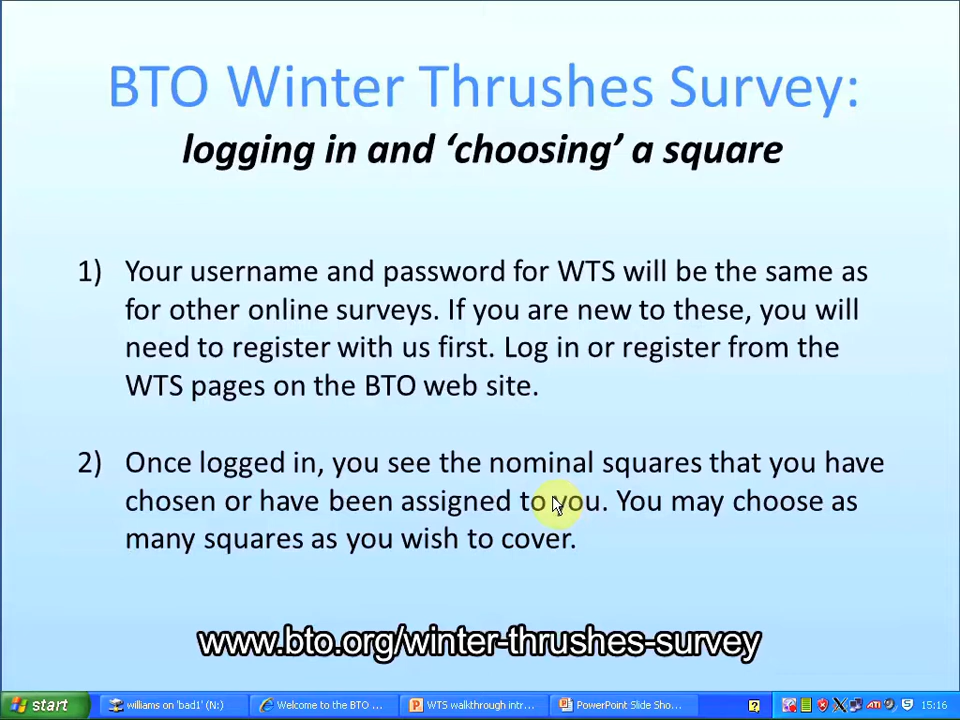 BTO Winter Thrushes Survey:
logging in and ‘choosing’ a square
1) Your username and password for WTS will be the same as
for other online surveys. If you are new to these, you will
need to register with us first. Log in or register from the
WTS pages on the BTO web site.
2) Once logged in, you see the nominal squares that you have
chosen or have been assigned to you. You may choose as
many squares as you wish to cover.
www.bto.org/winter-thrushes-survey
start williams on 'bad1' (N:) Welcome to the BTO ... WTS walkthrough intr... PowerPoint Slide Sho... 15:16